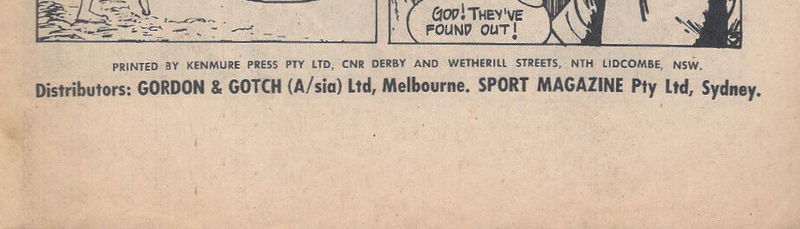 GOD! THEY'VE
FOUND OUT!
PRINTED BY KENMURE PRESS PTY LTD, CNR DERBY AND WETHERILL STREETS, NTH LIDCOMBE, NSW.
Distributors: GORDON & GOTCH (A/sia) Ltd, Melbourne. SPORT MAGAZINE Pty Ltd, Sydney.